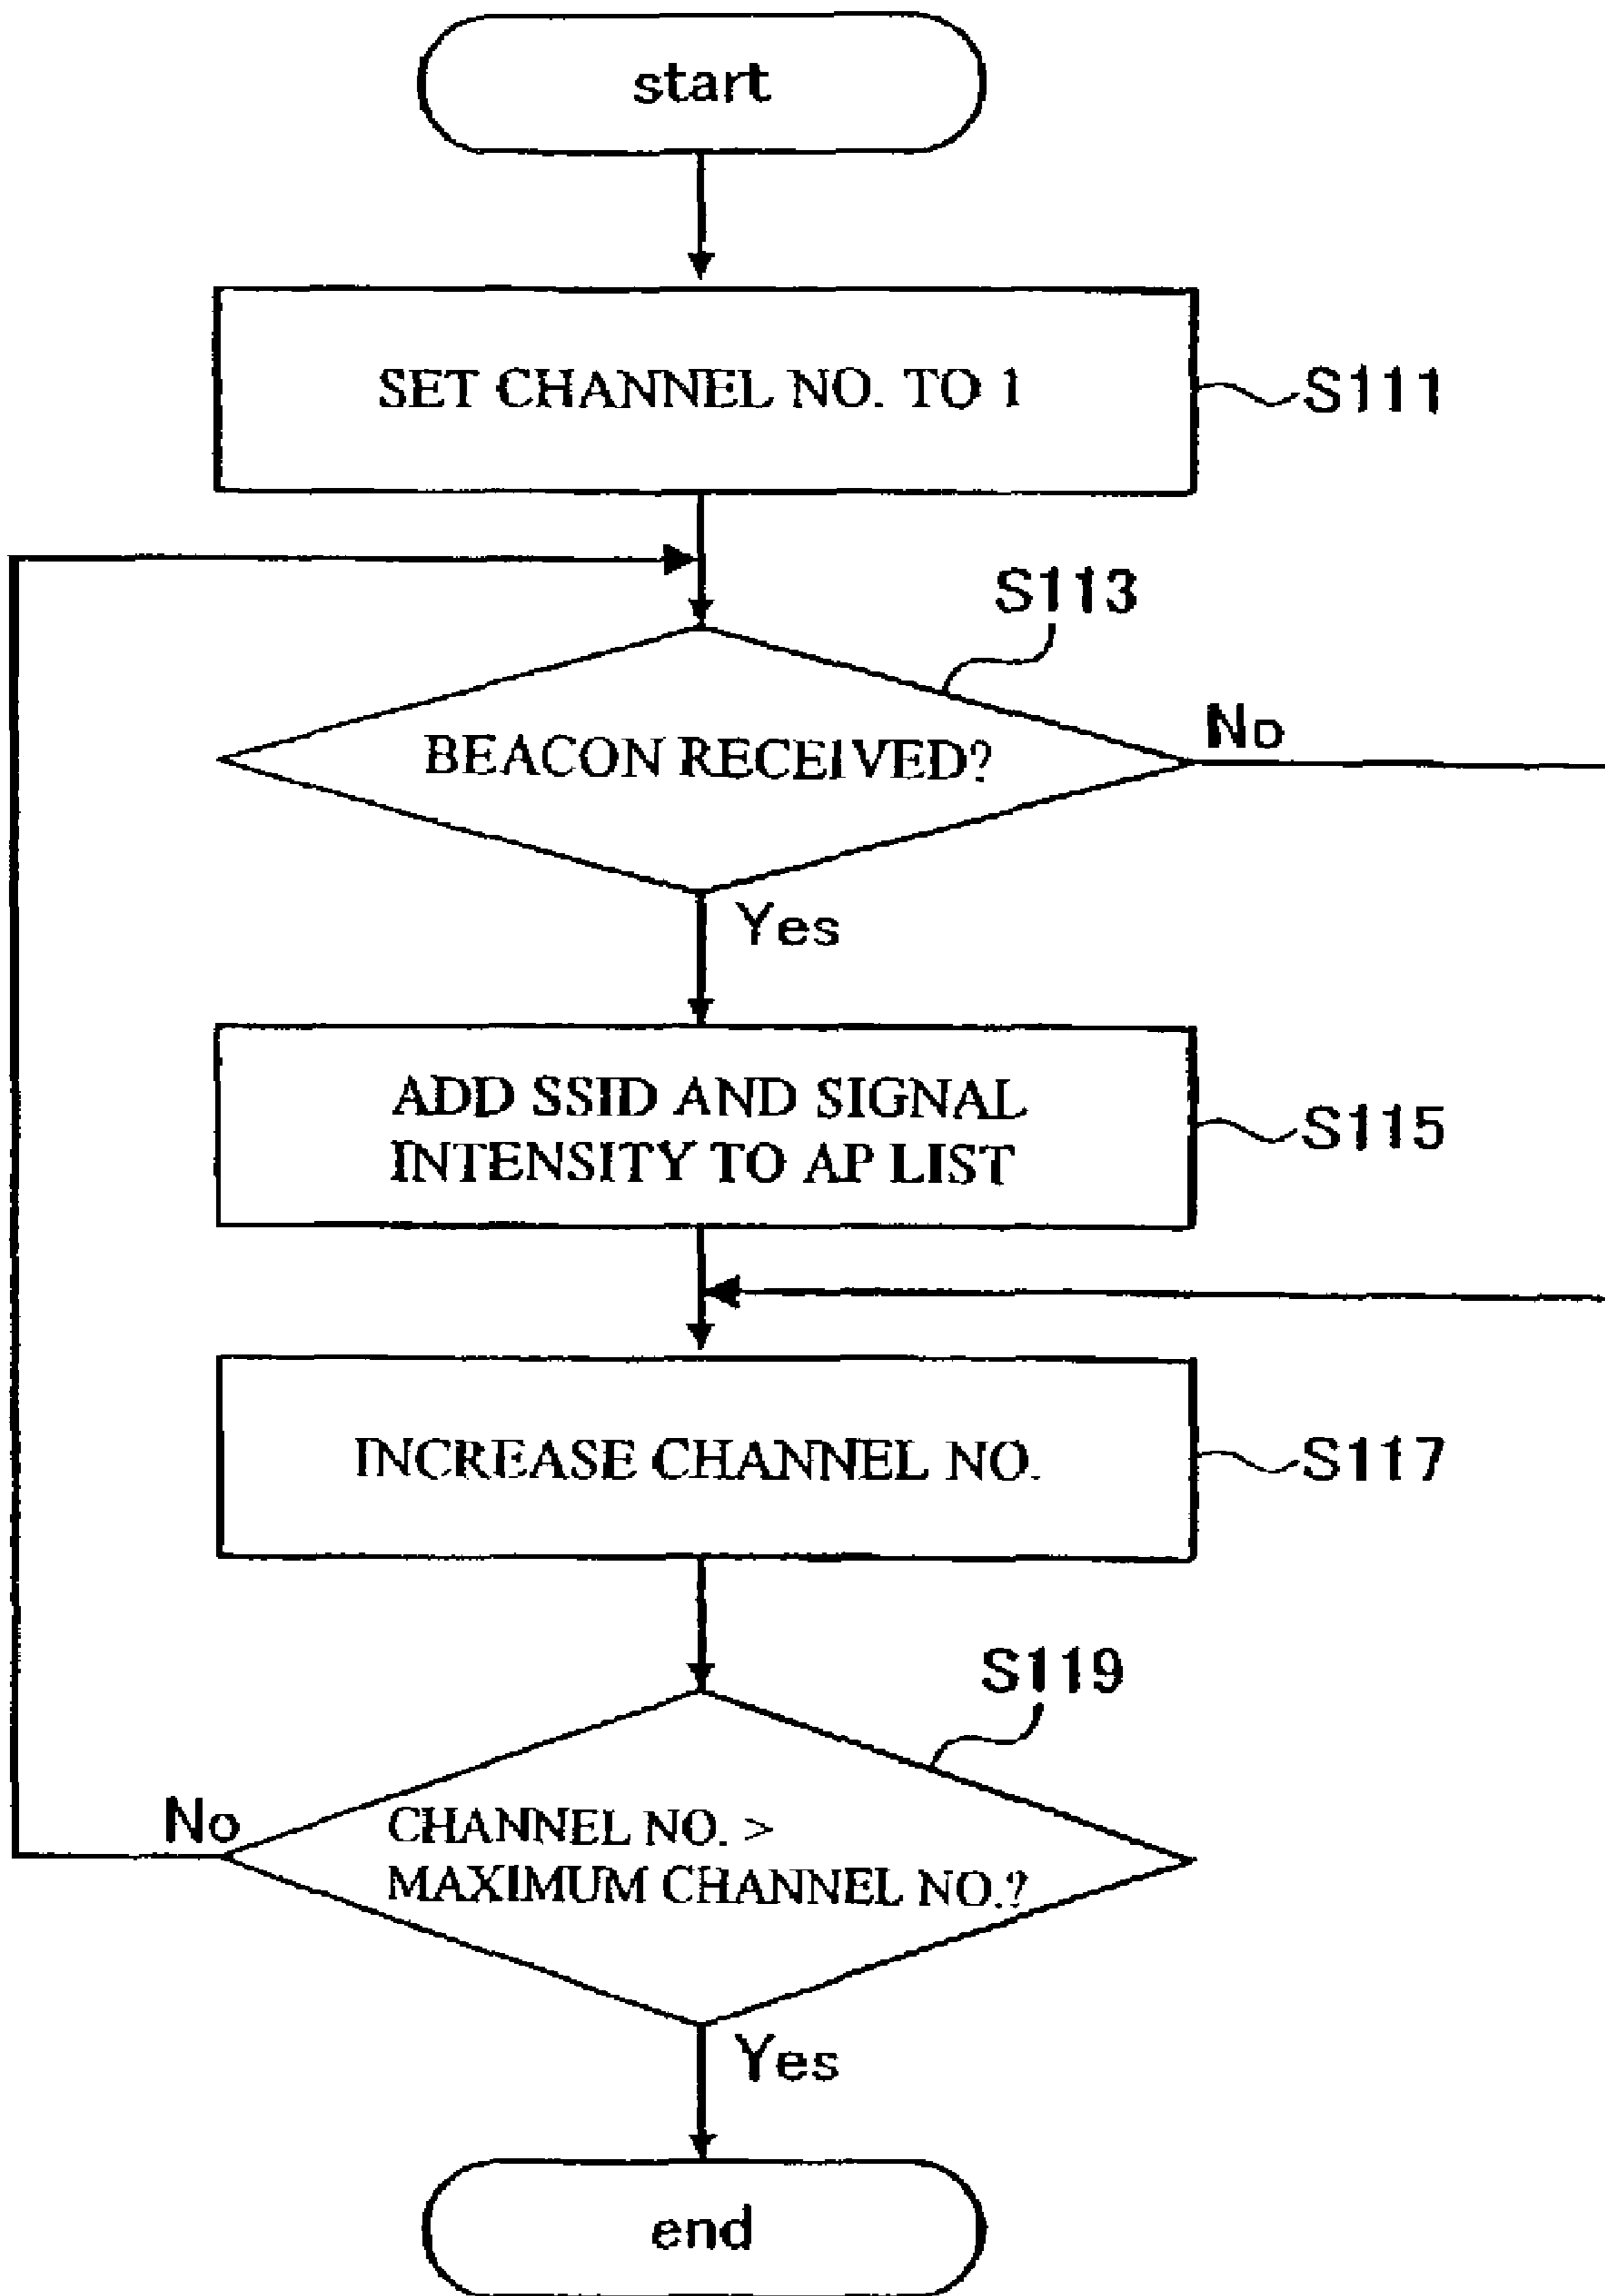 start
SET CHANNEL NO. TO 1
S111
S113
BEACON RECEIVED?
No
Yes
ADD SSID AND SIGNAL
INTENSITY TO AP LIST
S115
INCREASE CHANNEL NO.
S117
S119
No
CHANNEL NO. >
MAXIMUM CHANNEL NO.?
Yes
end